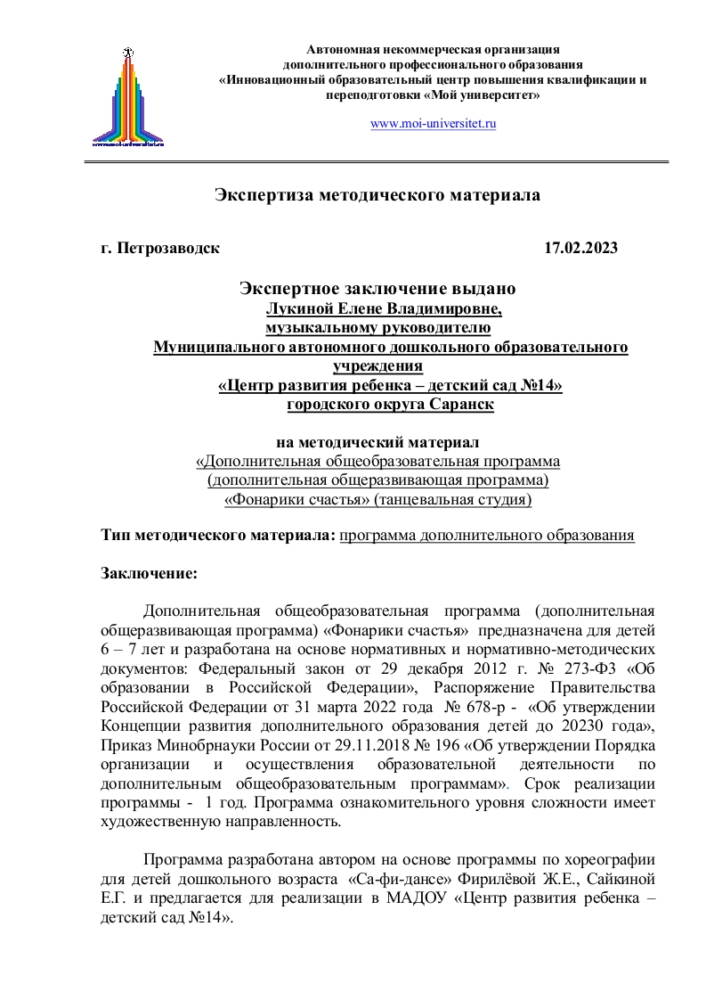 Автономная некоммерческая организация
дополнительного профессионального образования
«Инновационный образовательный центр повышения квалификации и
переподготовки «Мой университет»
www.moi-universitet.ru
www.moi-universitet.ru
Экспертиза методического материала
г. Петрозаводск 17.02.2023
Экспертное заключение выдано
Лукиной Елене Владимировне,
музыкальному руководителю
Муниципального автономного дошкольного образовательного
учреждения
«Центр развития ребенка – детский сад №14»
городского округа Саранск
на методический материал
«Дополнительная общеобразовательная программа
(дополнительная общеразвивающая программа)
«Фонарики счастья» (танцевальная студия)
Тип методического материала: программа дополнительного образования
Заключение:
Дополнительная общеобразовательная программа (дополнительная
общеразвивающая программа) «Фонарики счастья» предназначена для детей
6 – 7 лет и разработана на основе нормативных и нормативно-методических
документов: Федеральный закон от 29 декабря 2012 г. № 273-ФЗ «Об
образовании в Российской Федерации», Распоряжение Правительства
Российской Федерации от 31 марта 2022 года № 678-р - «Об утверждении
Концепции развития дополнительного образования детей до 20230 года»,
Приказ Минобрнауки России от 29.11.2018 № 196 «Об утверждении Порядка
организации и осуществления образовательной деятельности по
дополнительным общеобразовательным программам». Срок реализации
программы - 1 год. Программа ознакомительного уровня сложности имеет
художественную направленность.
Программа разработана автором на основе программы по хореографии
для детей дошкольного возраста «Са-фи-дансе» Фирилёвой Ж.Е., Сайкиной
Е.Г. и предлагается для реализации в МАДОУ «Центр развития ребенка –
детский сад №14».